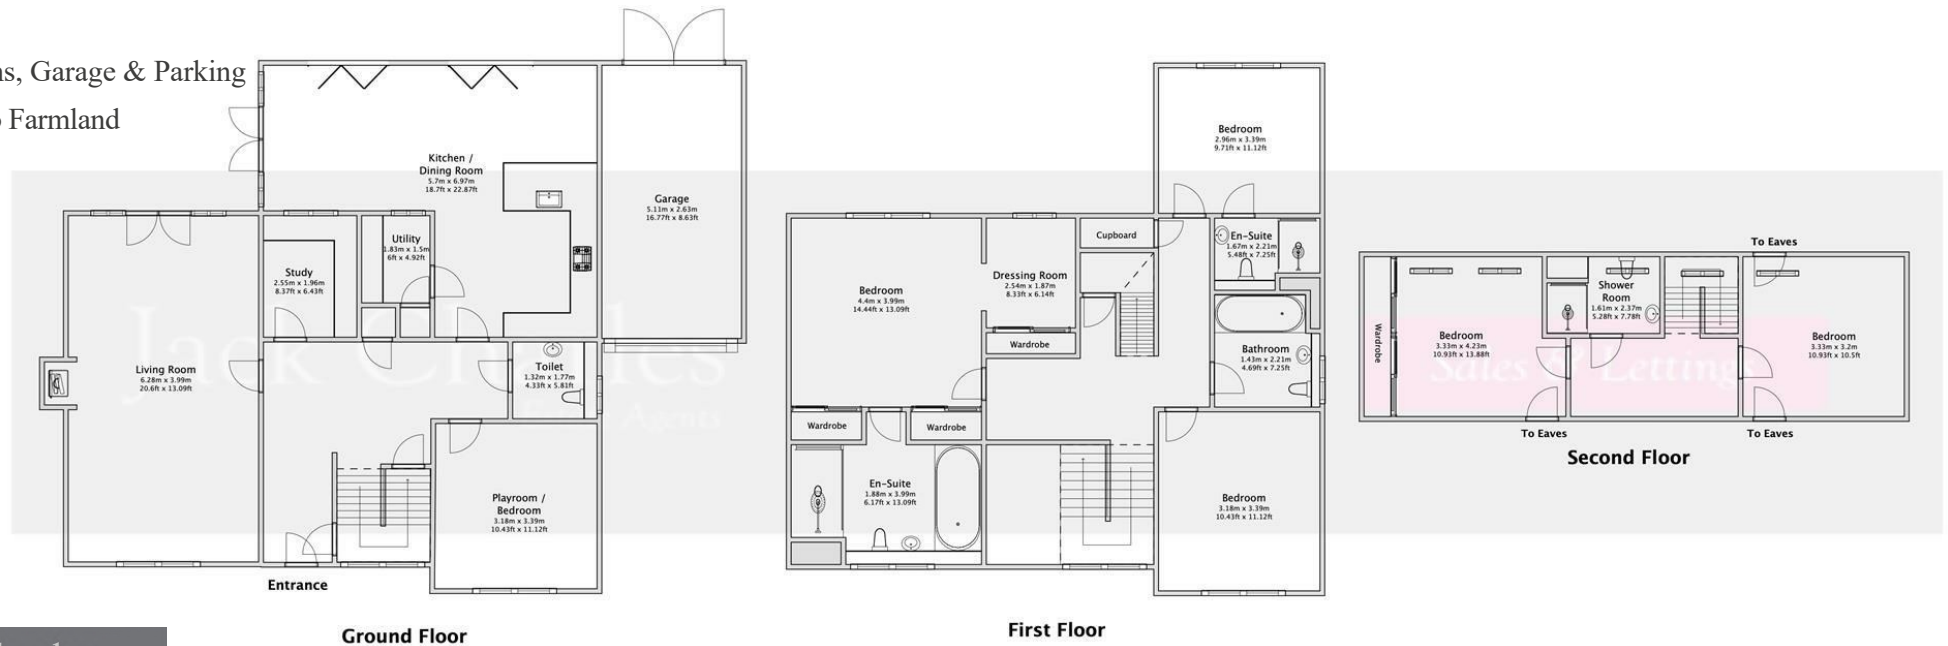 ns, Garage & Parking
Farmland
Kitchen /
Dining Room
5.7m x 6.97m
18.7ft x 22.87ft
Garage
5.11m x 2.63m
16.77ft x 8.63ft
Utility
1.83m x 1.5m
6ft x 4.92ft
Study
2.55m x 1.96m
8.37ft x 6.43ft
Living Room
6.28m x 3.99m
20.6ft x 13.09ft
Toilet
1.32m x 1.77m
4.33ft x 5.81ft
Playroom /
Bedroom
3.18m x 3.39m
10.43ft x 11.12ft
Entrance
Ground Floor
Bedroom
2.96m x 3.39m
9.71ft x 11.12ft
Cupboard
En-Suite
1.67m x 2.21m
5.48ft x 7.25ft
Dressing Room
2.54m x 1.87m
8.33ft x 6.14ft
Bedroom
4.4m x 3.99m
14.44ft x 13.09ft
Wardrobe
Bathroom
1.43m x 2.21m
4.69ft x 7.25ft
Wardrobe
Wardrobe
En-Suite
1.88m x 3.99m
6.17ft x 13.09ft
Bedroom
3.18m x 3.39m
10.43ft x 11.12ft
First Floor
To Eaves
Shower
Room
1.61m x 2.37m
5.28ft x 7.78ft
Wardrobe
Bedroom
3.33m x 4.23m
10.93ft x 13.88ft
Bedroom
3.33m x 3.2m
10.93ft x 10.5ft
To Eaves
To Eaves
Second Floor
Jack Charles
Estate Agents
Sales & Lettings